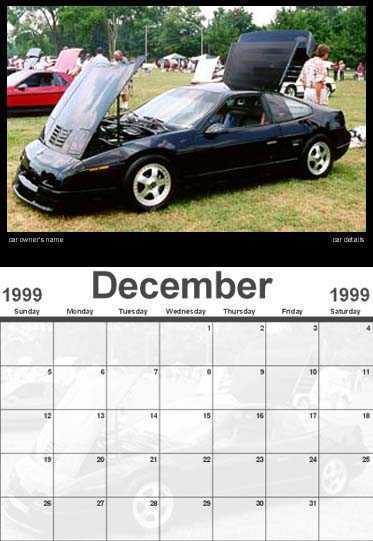 car owner's name car details
December
1999 1999
Sunday Monday Tuesday Wednesday Thursday Friday Saturday
1 2 3 4
5 6 7 8 9 10 11
12 13 14 15 16 17 18
19 20 21 22 23 24 25
26 27 28 29 30 31